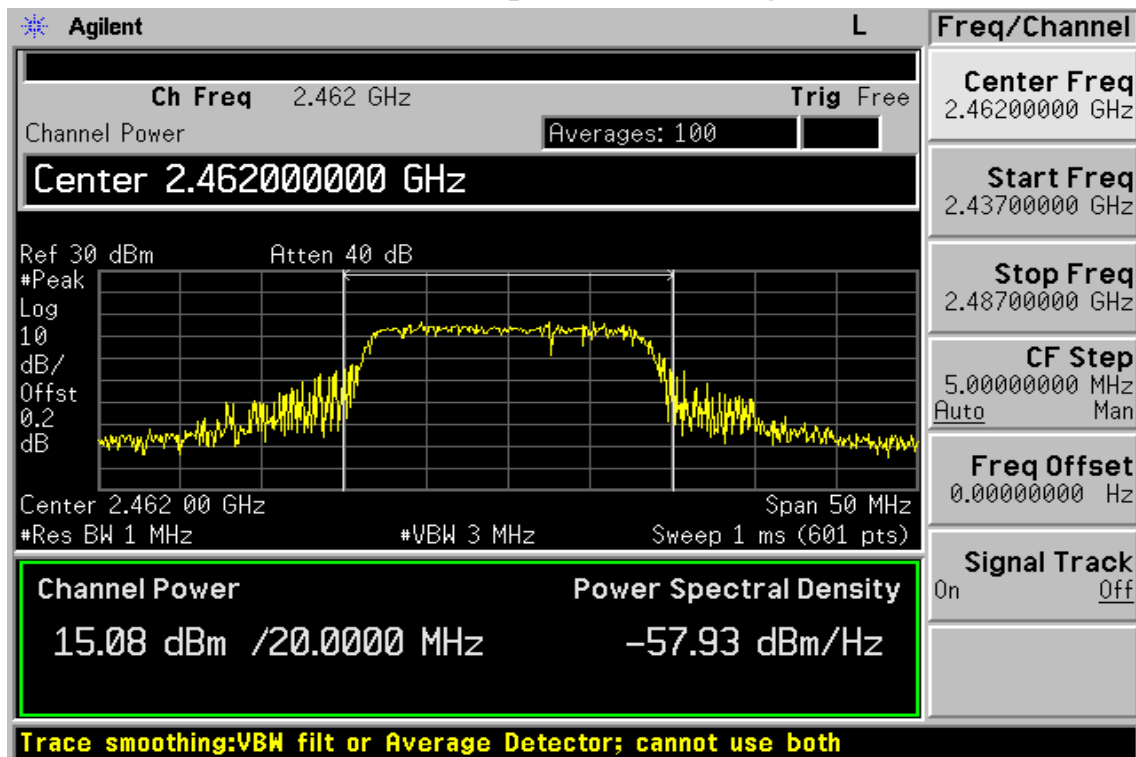 Agilent L Freq/Channel
Ch Freq 2.462 GHz Trig Free
Channel Power Averages: 100
Center 2.462000000 GHz
Ref 30 dBm Atten 40 dB
#Peak
Log
10
dB/
Offst
0.2
dB
Center 2.462 00 GHz Span 50 MHz
#Res BW 1 MHz #VBW 3 MHz Sweep 1 ms (601 pts)
Channel Power Power Spectral Density
15.08 dBm /20.0000 MHz -57.93 dBm/Hz
Trace smoothing:VBW filt or Average Detector; cannot use both
Center Freq
2.46200000 GHz
Start Freq
2.43700000 GHz
Stop Freq
2.48700000 GHz
CF Step
5.00000000 MHz
Auto Man
Freq Offset
0.00000000 Hz
Signal Track
On Off